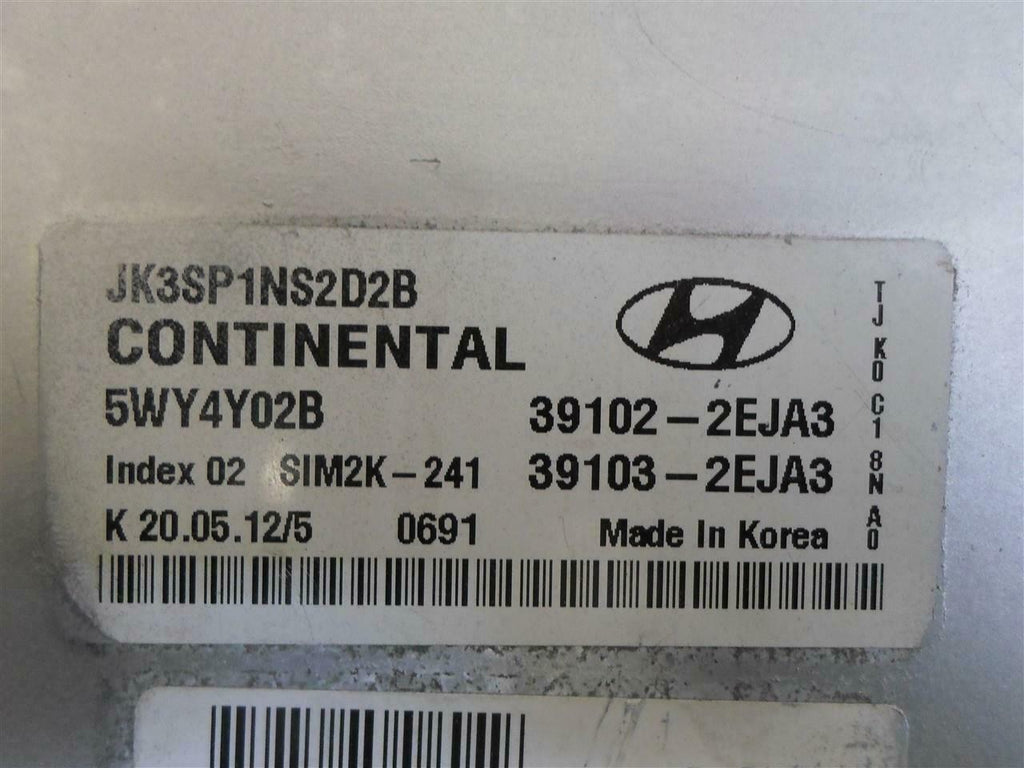 JK3SP1NS2D2B
CONTINENTAL
5WY4Y02B
39102-2EJA3
Index 02 SIM2K-241
39103-2EJA3
K 20.05.12/5 0691 Made In Korea
TJ K0 C1 8N A0